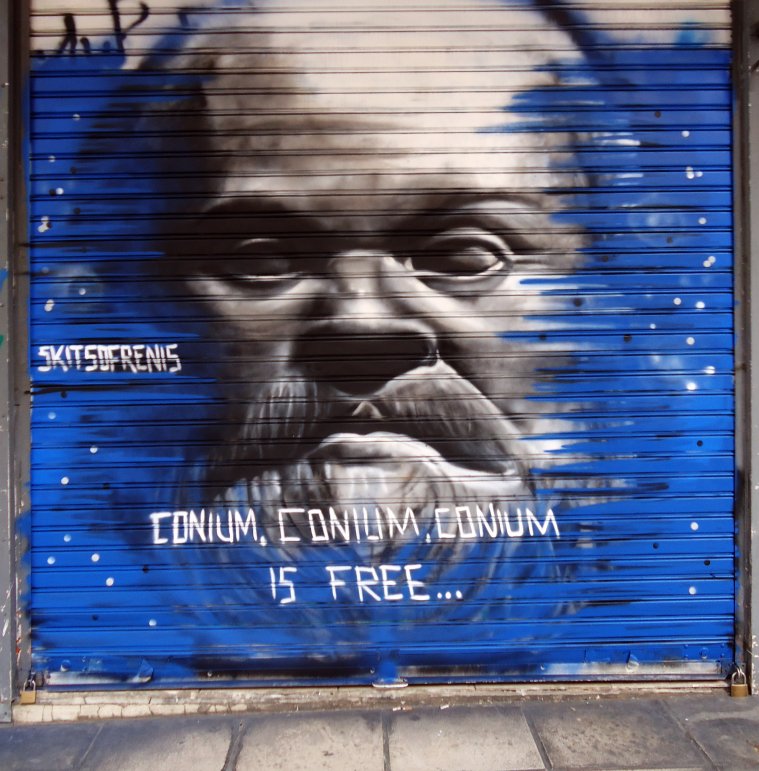 SKITSOFRENIS
CONIUM, CONIUM, CONIUM
IS FREE...